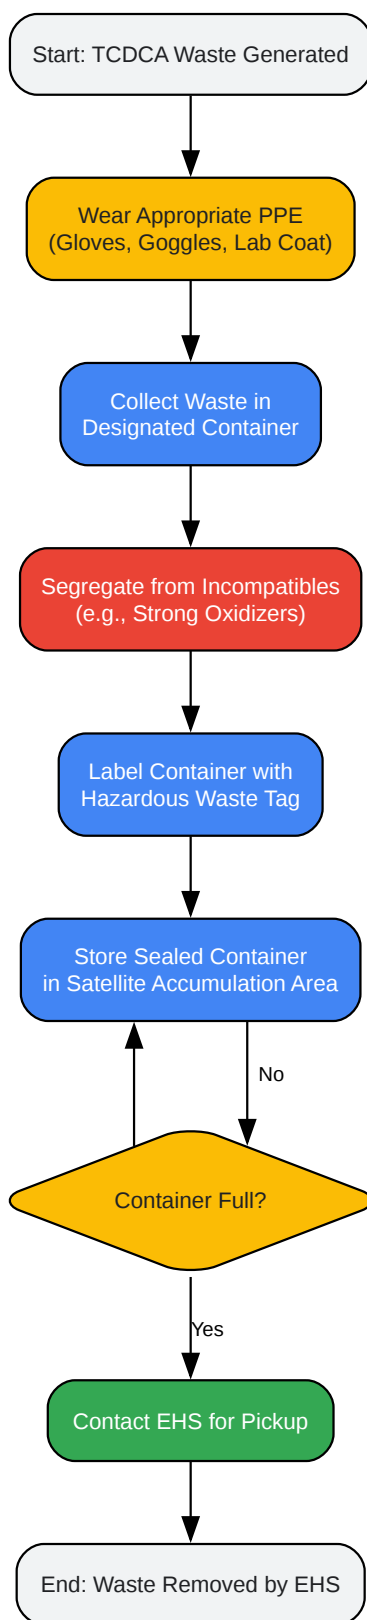 Start: TCDCA Waste Generated
Wear Appropriate PPE
(Gloves, Goggles, Lab Coat)
Collect Waste in
Designated Container
Segregate from Incompatibles
(e.g., Strong Oxidizers)
Label Container with
Hazardous Waste Tag
Store Sealed Container
in Satellite Accumulation Area
No
Container Full?
Yes
Contact EHS for Pickup
End: Waste Removed by EHS